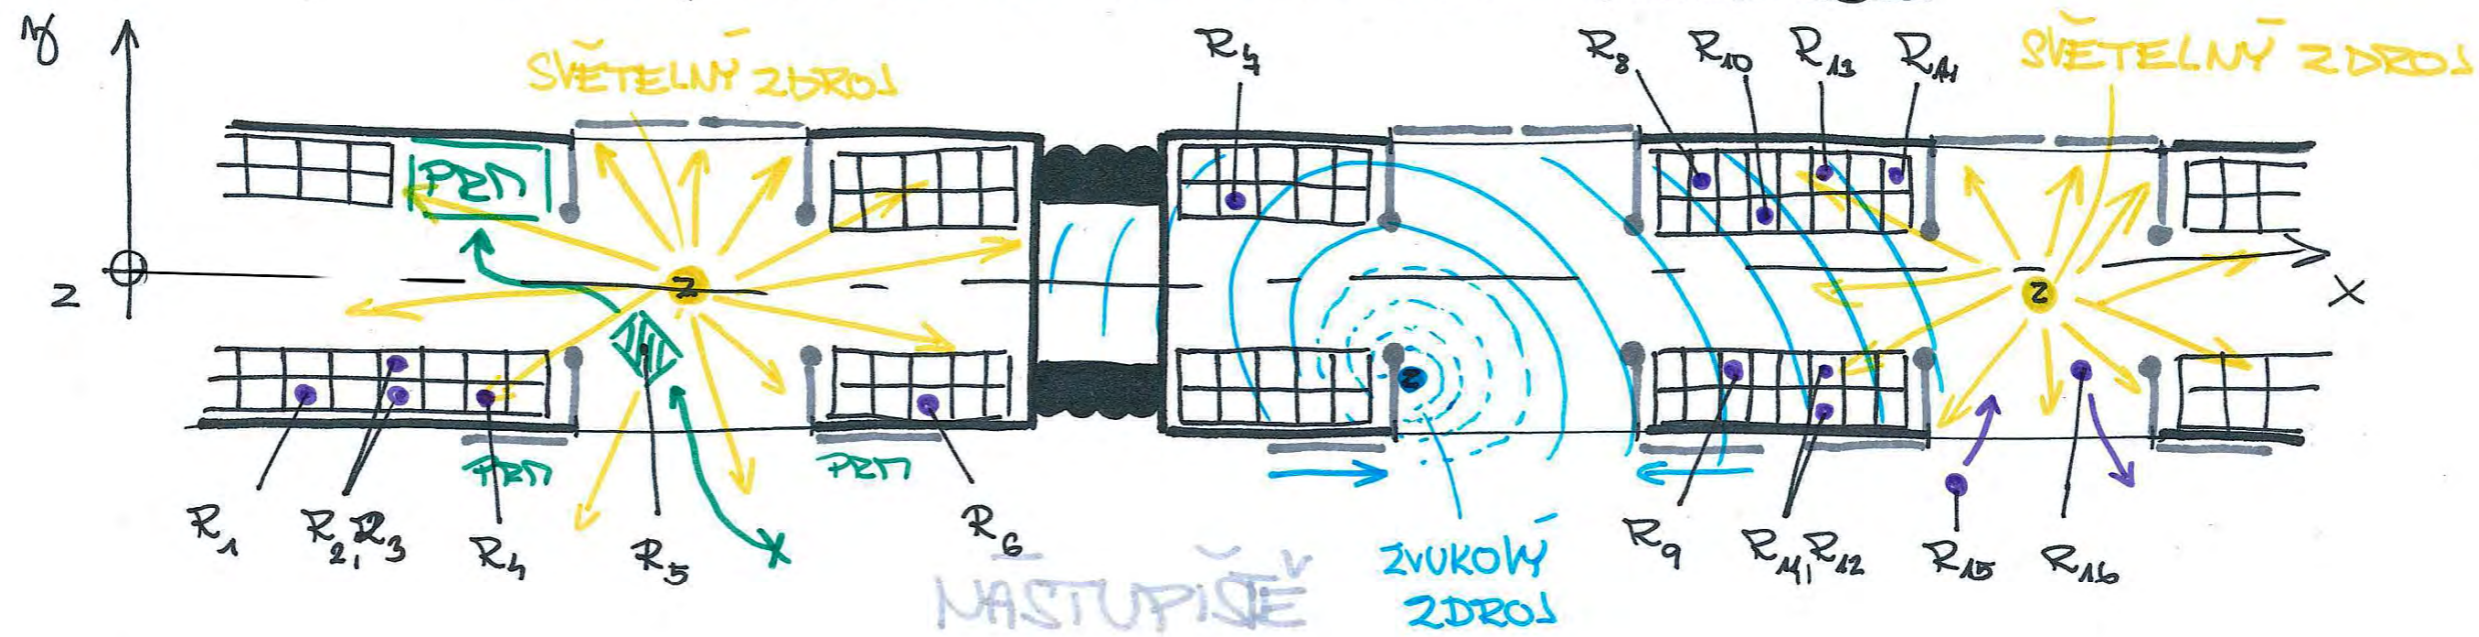 y
SVĚTELNÝ ZDROJ
R7
R8
R10
R13
R14
SVĚTELNÝ ZDROJ
PRM
z
Z
Z
x
Z
PRM
PRM
R1
R2, R3
R4
R5
x
R6
NÁSTUPIŠTĚ
ZVUKOVÝ
ZDROJ
R9
R11, R12
R15
R16